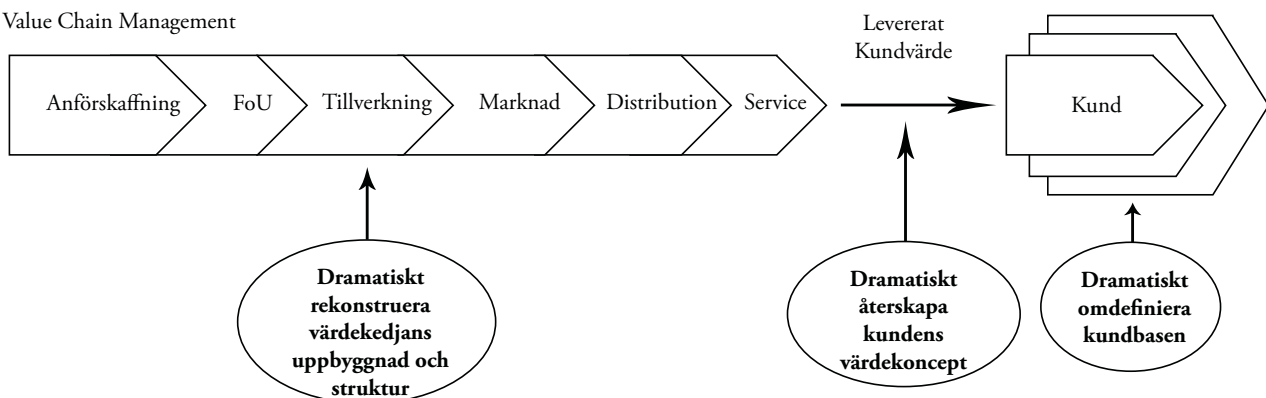 Value Chain Management
Levererat
Kundvärde
Anförskaffning
FoU
Tillverkning
Marknad
Distribution
Service
Kund
Dramatiskt
rekonstruera
värdekedjans
uppbyggnad och
struktur
Dramatiskt
återskapa
kundens
värdekoncept
Dramatiskt
omdefiniera
kundbasen